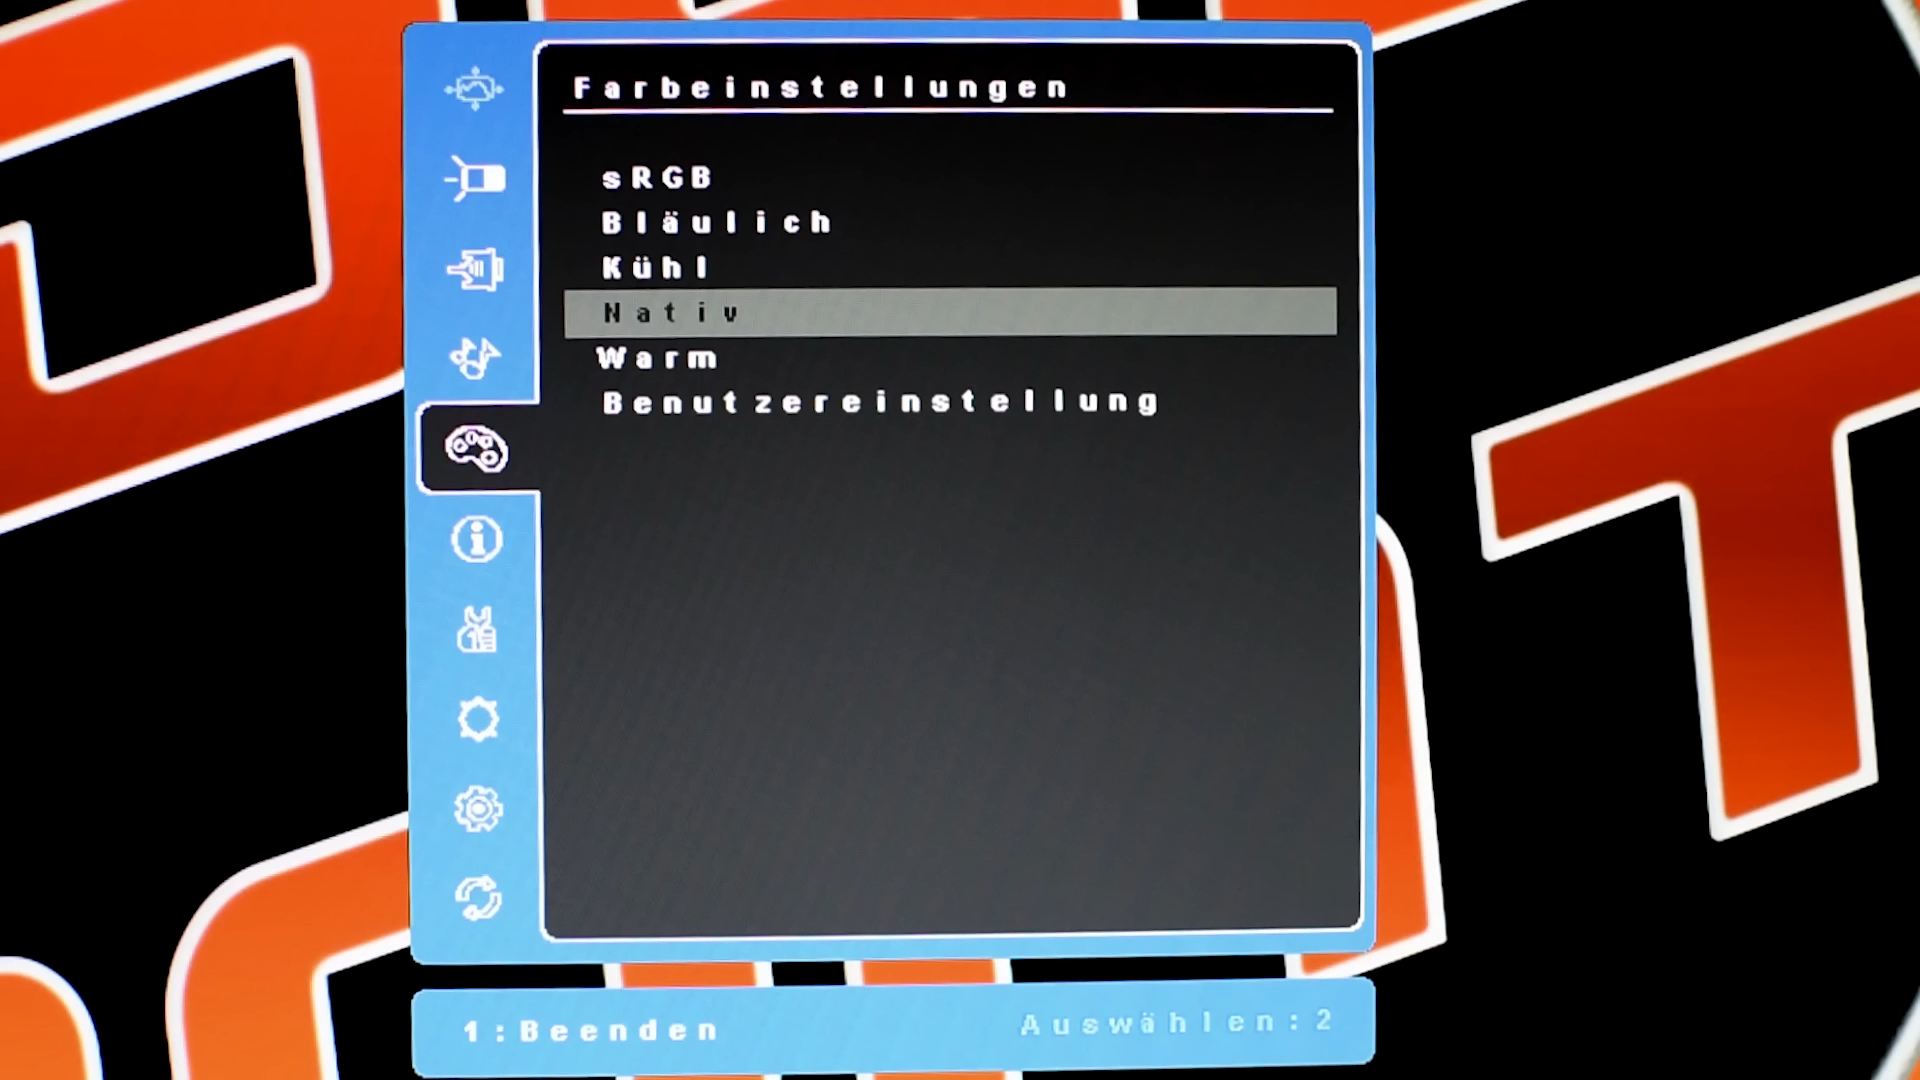 Farbeinstellungen
sRGB
Bläulich
Kühl
Nativ
Warm
Benutzereinstellung
1:Beenden
Auswählen:2